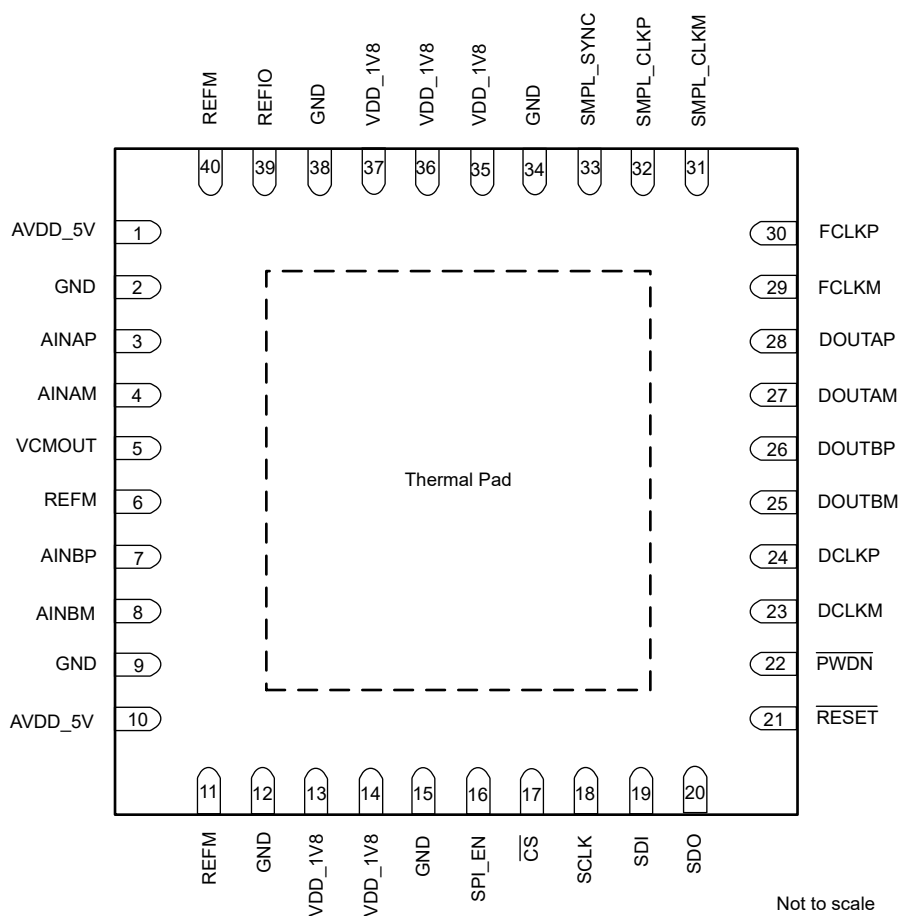 REFM
REFIO
GND
VDD_1V8
VDD_1V8
VDD_1V8
GND
SMPL_SYNC
SMPL_CLKP
SMPL_CLKM
40
39
38
37
36
35
34
33
32
31
AVDD_5V 1
30 FCLKP
GND 2
29 FCLKM
AINAP 3
28 DOUTAP
AINAM 4
27 DOUTAM
VCMOUT 5
26 DOUTBP
Thermal Pad
REFM 6
25 DOUTBM
AINBP 7
24 DCLKP
AINBM 8
23 DCLKM
GND 9
22 PWDN
AVDD_5V 10
21 RESET
11
12
13
14
15
16
17
18
19
20
REFM
GND
VDD_1V8
VDD_1V8
GND
SPI_EN
CS
SCLK
SDI
SDO
Not to scale